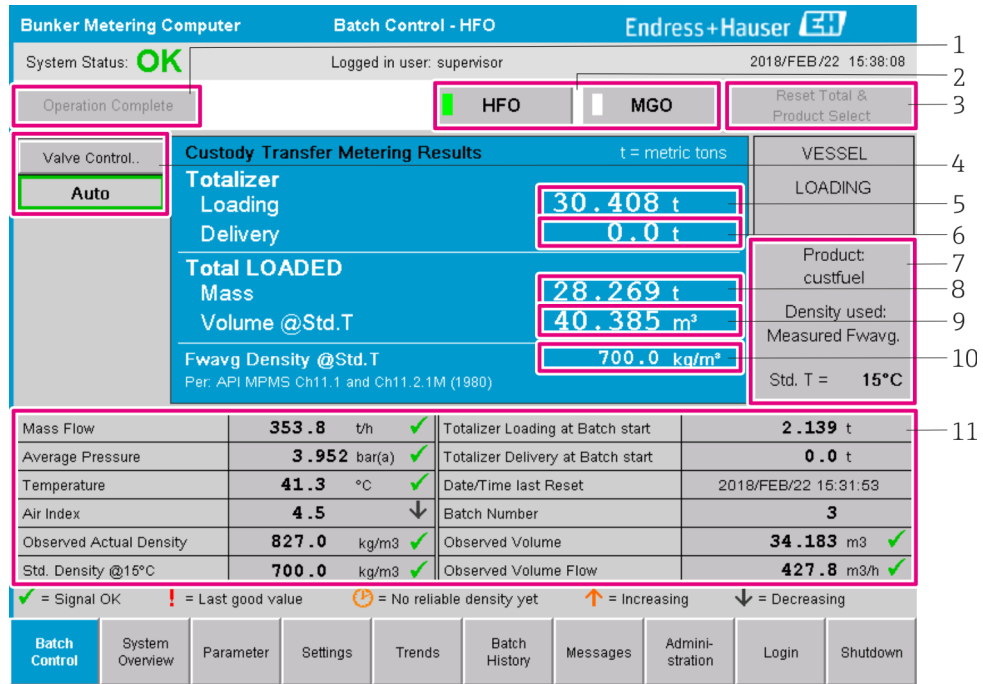 Bunker Metering Computer Batch Control - HFO Endress+Hauser EH
System Status: OK Logged in user: supervisor 2018/FEB/22 15:38:08
1
2
Operation Complete HFO MGO Reset Total & Product Select 3
Valve Control.. Custody Transfer Metering Results t = metric tons VESSEL 4
Auto Totalizer LOADING
Loading 30.408 t 5
Delivery 0.0 t 6
Total LOADED Product: 7
Mass 28.269 t custfuel 8
Volume @Std.T 40.385 m³ Density used: 9
Measured Fwavg.
Fwavg Density @Std.T 700.0 kg/m³ 10
Per: API MPMS Ch11.1 and Ch11.2.1M (1980) Std. T = 15°C
Mass Flow 353.8 t/h Totalizer Loading at Batch start 2.139 t 11
Average Pressure 3.952 bar(a) Totalizer Delivery at Batch start 0.0 t
Temperature 41.3 °C Date/Time last Reset 2018/FEB/22 15:31:53
Air Index 4.5 Batch Number 3
Observed Actual Density 827.0 kg/m3 Observed Volume 34.183 m3
Std. Density @15°C 700.0 kg/m3 Observed Volume Flow 427.8 m3/h
= Signal OK ! = Last good value = No reliable density yet = Increasing = Decreasing
Batch Control System Overview Parameter Settings Trends Batch History Messages Admini-stration Login Shutdown